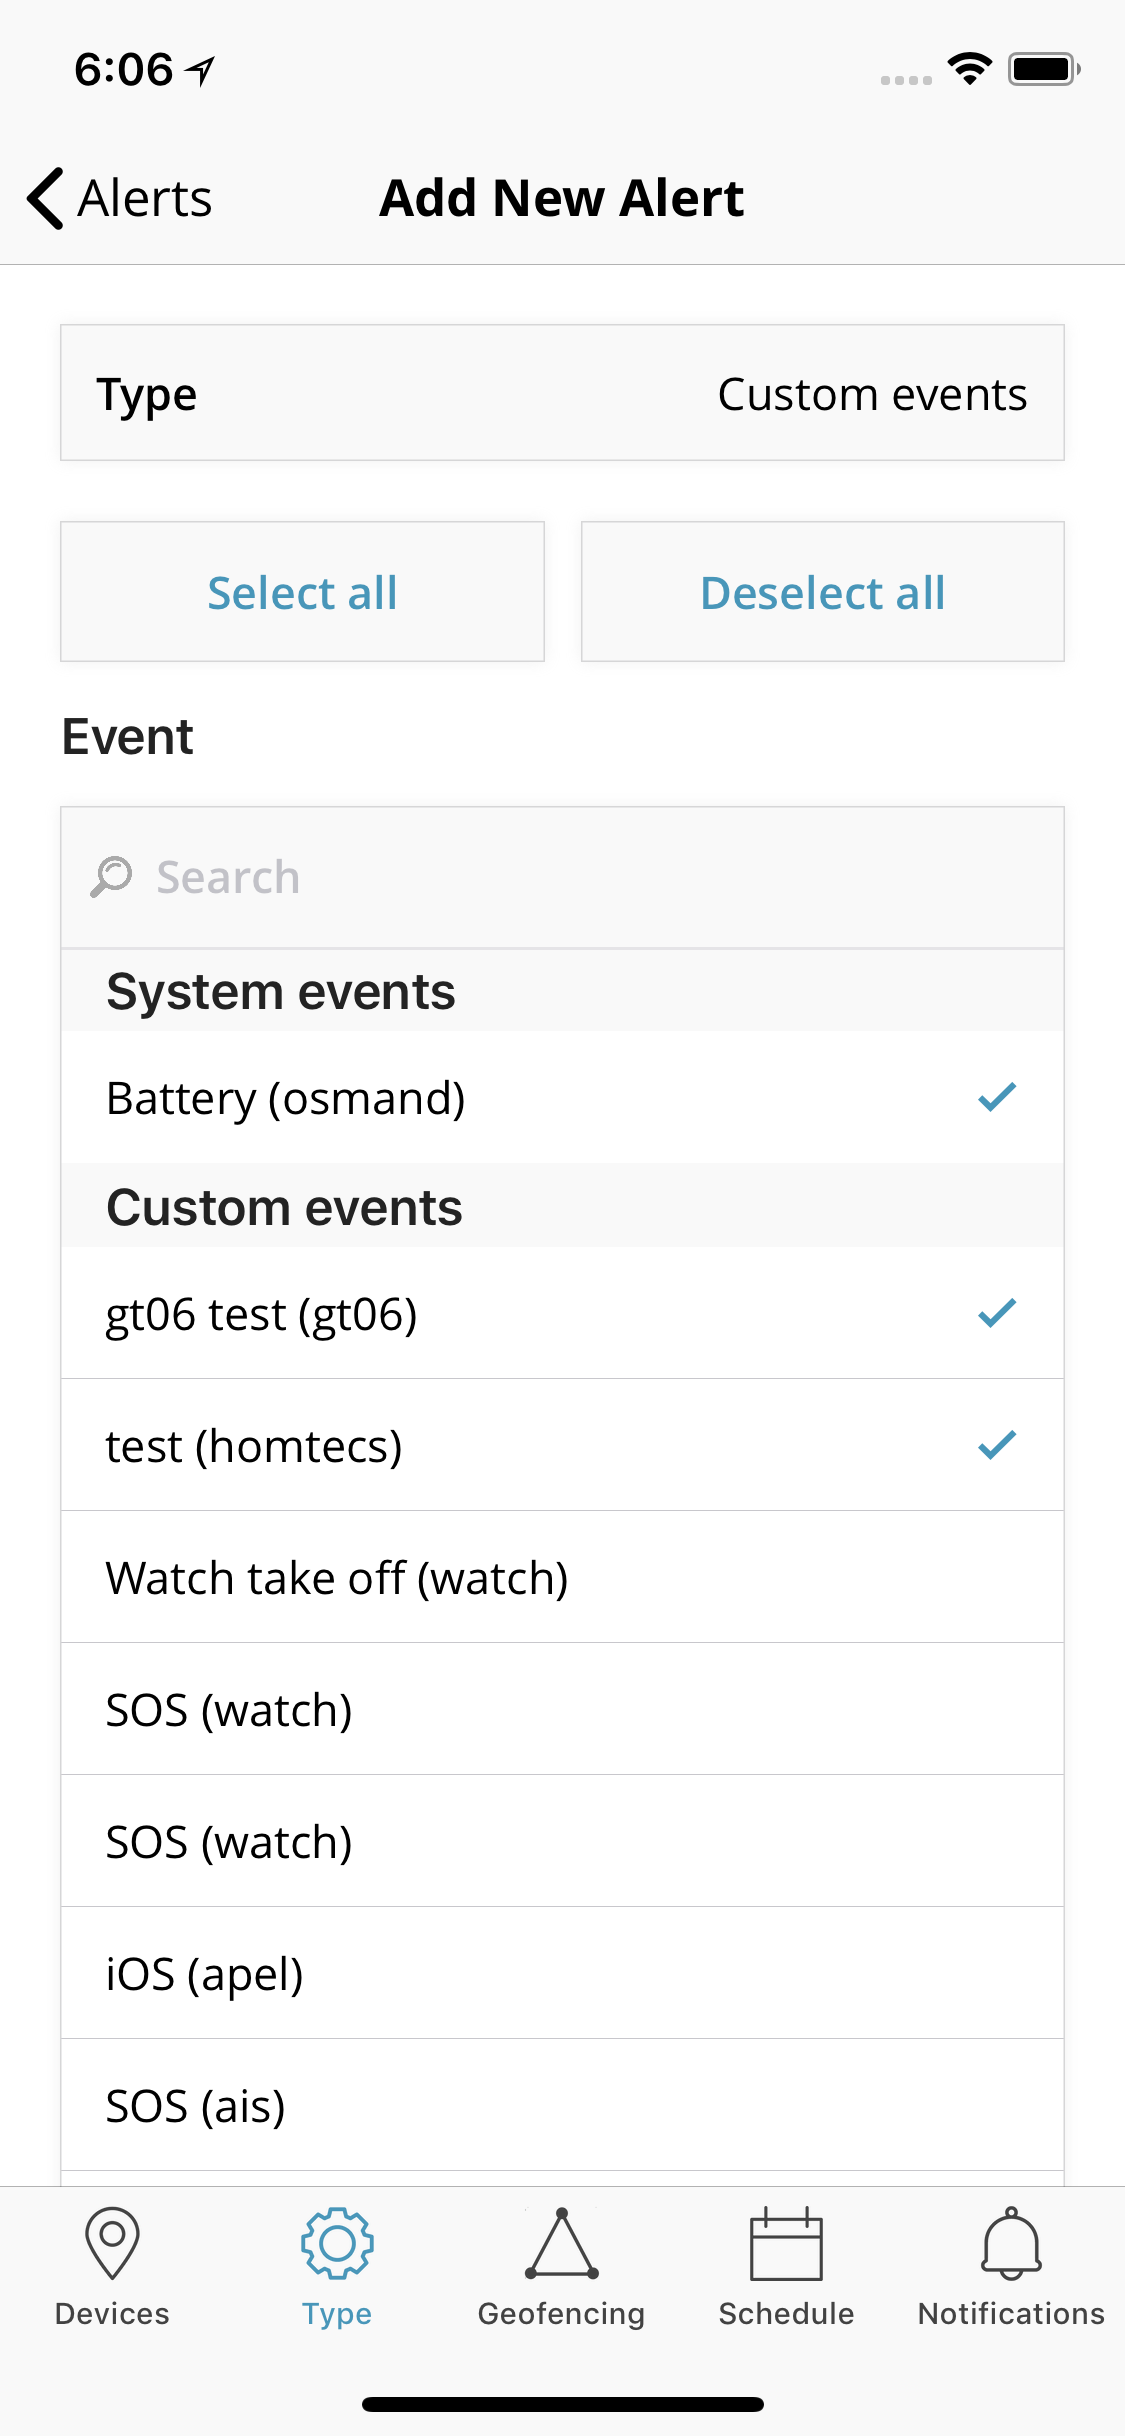 6:06
Alerts
Add New Alert
Type
Custom events
Select all
Deselect all
Event
Search
System events
Battery (osmand)
Custom events
gt06 test (gt06)
test (homtecs)
Watch take off (watch)
SOS (watch)
SOS (watch)
iOS (apel)
SOS (ais)
Devices
Type
Geofencing
Schedule
Notifications